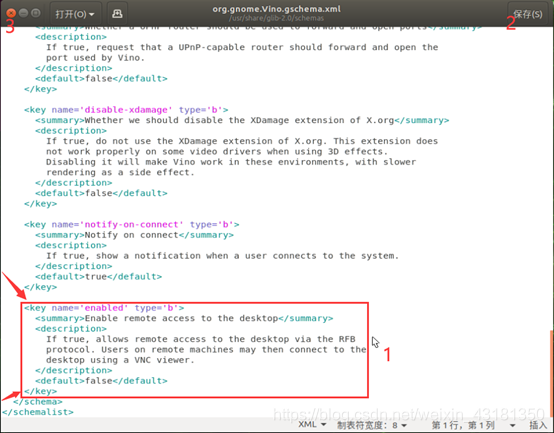 org.gnome.Vino.gschema.xml
/usr/share/glib-2.0/schemas
打开(O)
保存(S)
3
2
<summary>Whether a UPnP router should be used to forward and open ports</summary>
<description>
If true, request that a UPnP-capable router should forward and open the
port used by Vino.
</description>
<default>false</default>
</key>
<key name='disable-xdamage' type='b'>
<summary>Whether we should disable the XDamage extension of X.org</summary>
<description>
If true, do not use the XDamage extension of X.org. This extension does
not work properly on some video drivers when using 3D effects.
Disabling it will make Vino work in these environments, with slower
rendering as a side effect.
</description>
<default>false</default>
</key>
<key name='notify-on-connect' type='b'>
<summary>Notify on connect</summary>
<description>
If true, show a notification when a user connects to the system.
</description>
<default>true</default>
</key>
<key name='enabled' type='b'>
<summary>Enable remote access to the desktop</summary>
<description>
If true, allows remote access to the desktop via the RFB
protocol. Users on remote machines may then connect to the
desktop using a VNC viewer.
</description>
<default>false</default>
</key>
1
</schema>
</schemalist>
https://blog.csdn.net/weixin_43181350
XML
制表符宽度：8
第 1 行，第 1 列
插入